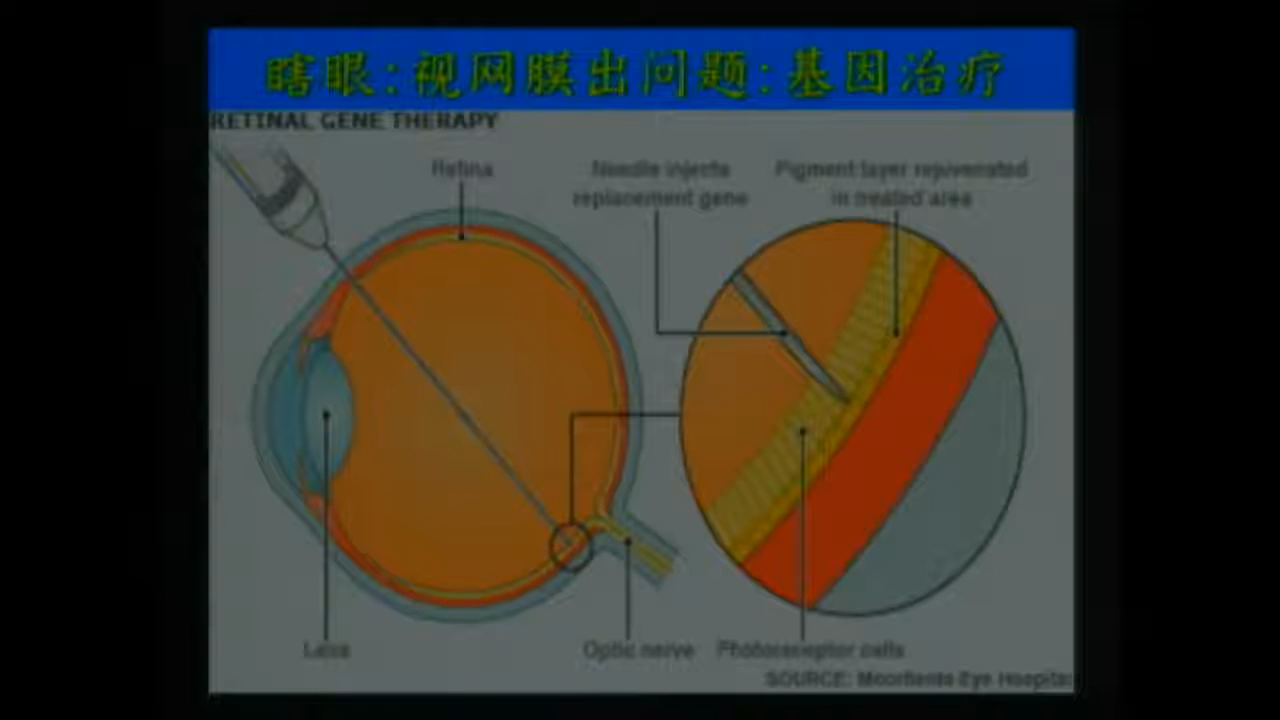 瞎眼:视网膜出问题:基因治疗
RETINAL GENE THERAPY
Retina
Needle injects
replacement gene
Pigment layer rejuvenated
in treated area
Lens
Optic nerve
Photoreceptor cells
SOURCE: Moorfields Eye Hospital